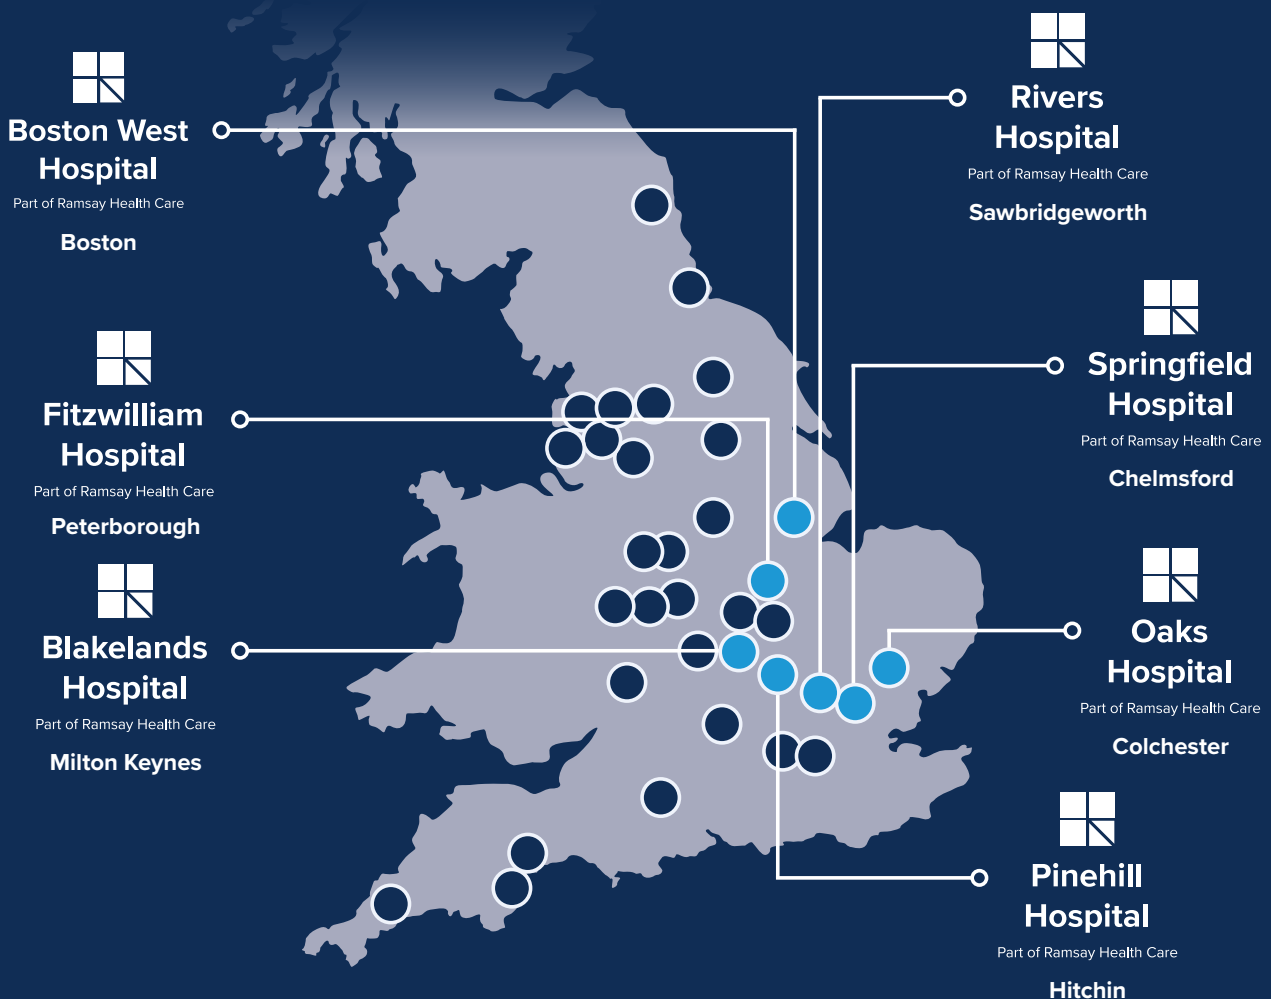 Boston West
Hospital
Part of Ramsay Health Care
Boston
Fitzwilliam
Hospital
Part of Ramsay Health Care
Peterborough
Blakelands
Hospital
Part of Ramsay Health Care
Milton Keynes
Rivers
Hospital
Part of Ramsay Health Care
Sawbridgeworth
Springfield
Hospital
Part of Ramsay Health Care
Chelmsford
Oaks
Hospital
Part of Ramsay Health Care
Colchester
Pinehill
Hospital
Part of Ramsay Health Care
Hitchin